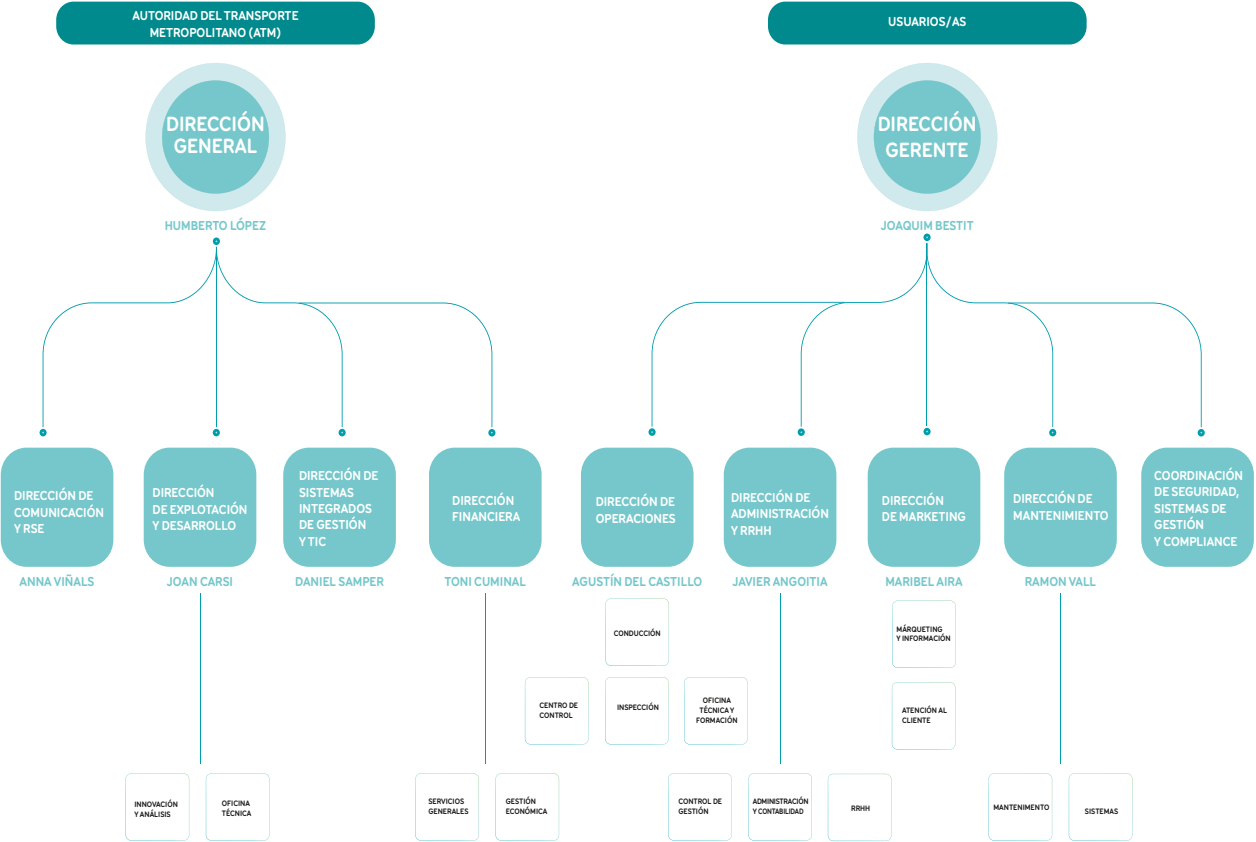 AUTORIDAD DEL TRANSPORTE
METROPOLITANO (ATM)
USUARIOS/AS
DIRECCIÓN
GENERAL
DIRECCIÓN
GERENTE
HUMBERTO LÓPEZ
JOAQUIM BESTIT
DIRECCIÓN DE
COMUNICACIÓN
Y RSE
DIRECCIÓN
DE EXPLOTACIÓN
Y DESARROLLO
DIRECCIÓN DE
SISTEMAS
INTEGRADOS
DE GESTIÓN
Y TIC
DIRECCIÓN
FINANCIERA
DIRECCIÓN DE
OPERACIONES
DIRECCIÓN DE
ADMINISTRACIÓN
Y RRHH
DIRECCIÓN
DE MARKETING
DIRECCIÓN DE
MANTENIMIENTO
COORDINACIÓN
DE SEGURIDAD,
SISTEMAS DE
GESTIÓN
Y COMPLIANCE
ANNA VIÑALS
JOAN CARSI
DANIEL SAMPER
TONI CUMINAL
AGUSTÍN DEL CASTILLO
JAVIER ANGOITIA
MARIBEL AIRA
RAMON VALL
CONDUCCIÓN
MÁRQUETING
Y INFORMACIÓN
CENTRO DE
CONTROL
INSPECCIÓN
OFICINA
TÉCNICA Y
FORMACIÓN
ATENCIÓN AL
CLIENTE
INNOVACIÓN
Y ANÁLISIS
OFICINA
TÉCNICA
SERVICIOS
GENERALES
GESTIÓN
ECONÓMICA
CONTROL DE
GESTIÓN
ADMINISTRACIÓN
Y CONTABILIDAD
RRHH
MANTENIMIENTO
SISTEMAS